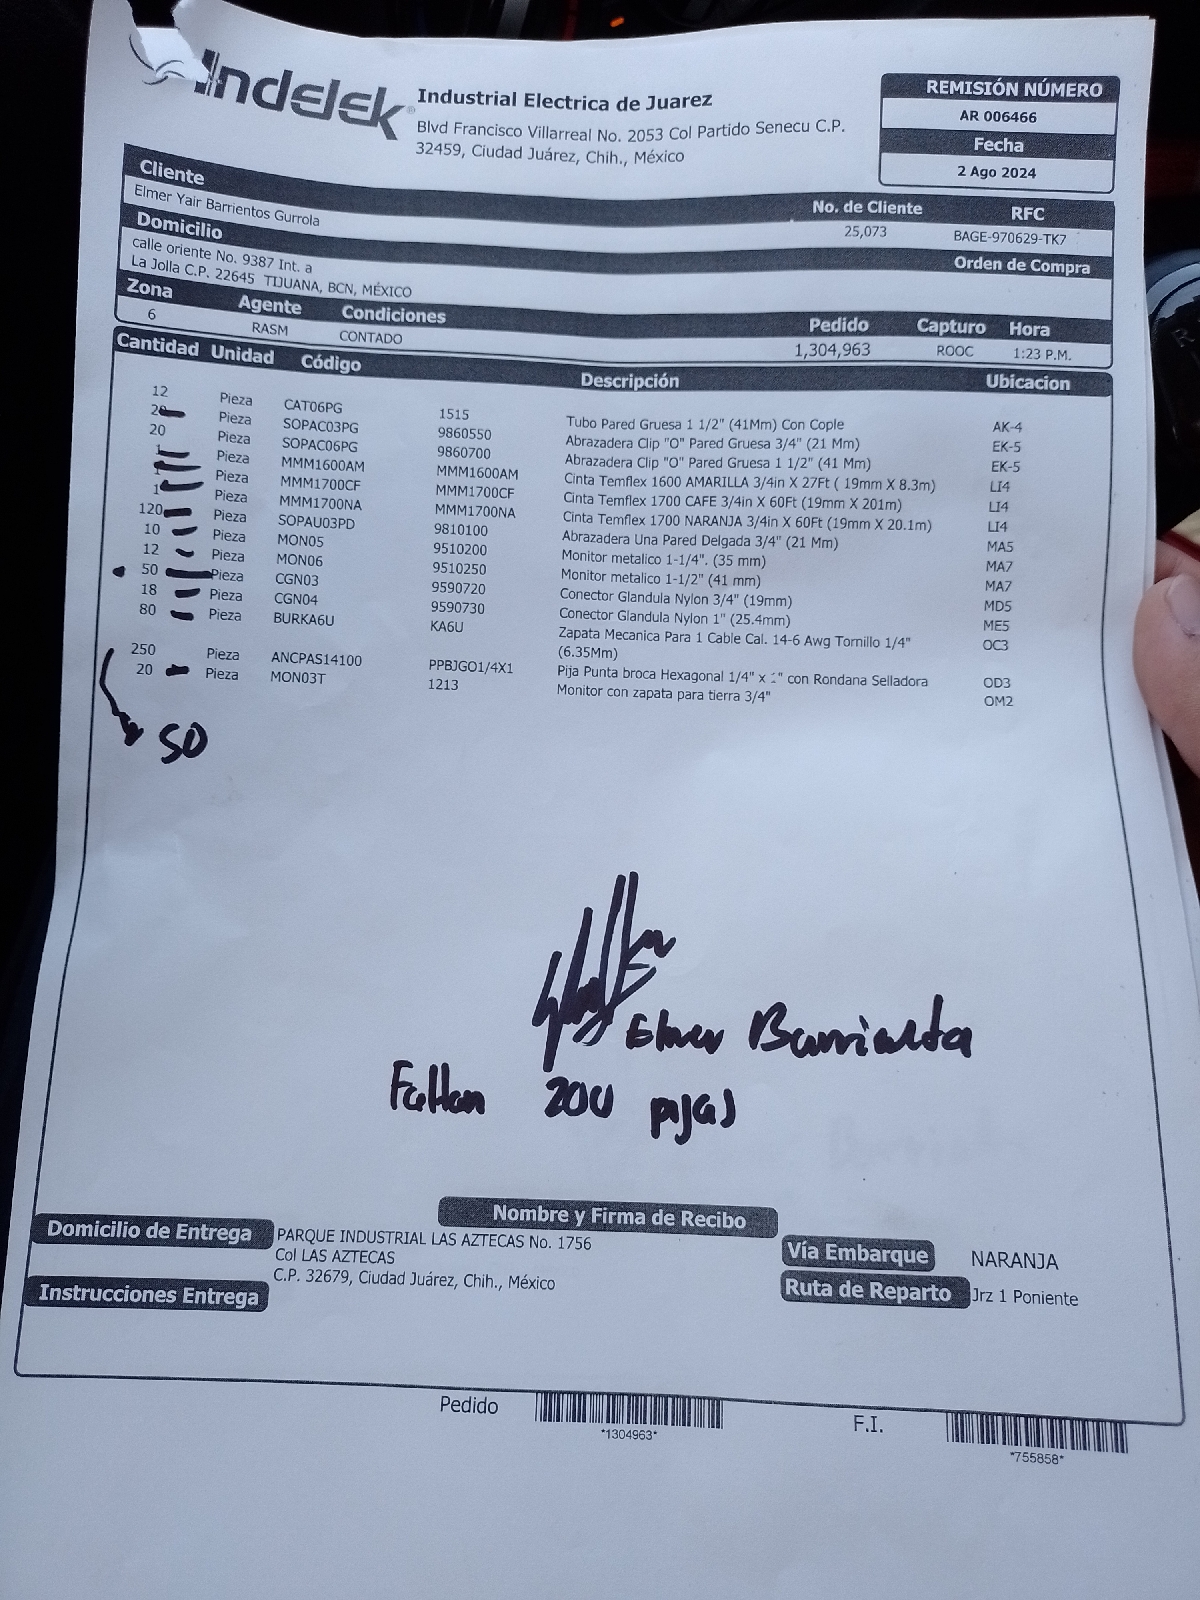 Indelek
Industrial Electrica de Juarez
Blvd Francisco Villarreal No. 2053 Col Partido Senecu C.P.
32459, Ciudad Juárez, Chih., México
REMISIÓN NÚMERO
AR 006466
Fecha
2 Ago 2024
Cliente No. de Cliente RFC
Elmer Yair Barrientos Gurrola 25,073 BAGE-970629-TK7
Domicilio Orden de Compra
calle oriente No. 9387 Int. a
La Jolla C.P. 22645 TIJUANA, BCN, MÉXICO
Zona Agente Condiciones Pedido Capturo Hora
6 RASM CONTADO 1,304,963 ROOC 1:23 P.M.
Cantidad Unidad Código Descripción Ubicacion
12 Pieza CAT06PG 1515 Tubo Pared Gruesa 1 1/2" (41Mm) Con Cople AK-4
20 Pieza SOPAC03PG 9860550 Abrazadera Clip "O" Pared Gruesa 3/4" (21 Mm) EK-5
20 Pieza SOPAC06PG 9860700 Abrazadera Clip "O" Pared Gruesa 1 1/2" (41 Mm) EK-5
1 Pieza MMM1600AM MMM1600AM Cinta Temflex 1600 AMARILLA 3/4in X 27Ft ( 19mm X 8.3m) LI4
1 Pieza MMM1700CF MMM1700CF Cinta Temflex 1700 CAFE 3/4in X 60Ft (19mm X 201m) LI4
1 Pieza MMM1700NA MMM1700NA Cinta Temflex 1700 NARANJA 3/4in X 60Ft (19mm X 20.1m) LI4
120 Pieza SOPAU03PD 9810100 Abrazadera Una Pared Delgada 3/4" (21 Mm) MA5
10 Pieza MON05 9510200 Monitor metalico 1-1/4". (35 mm) MA7
12 Pieza MON06 9510250 Monitor metalico 1-1/2" (41 mm) MA7
50 Pieza CGN03 9590720 Conector Glandula Nylon 3/4" (19mm) MD5
18 Pieza CGN04 9590730 Conector Glandula Nylon 1" (25.4mm) ME5
80 Pieza BURKA6U KA6U Zapata Mecanica Para 1 Cable Cal. 14-6 Awg Tornillo 1/4" OC3
(6.35Mm)
250 Pieza ANCPAS14100 PPBJGO1/4X1 Pija Punta broca Hexagonal 1/4" x 1" con Rondana Selladora OD3
20 Pieza MON03T 1213 Monitor con zapata para tierra 3/4" OM2
50
Elmer Barrientos
Faltan 200 pijas
Nombre y Firma de Recibo
Domicilio de Entrega PARQUE INDUSTRIAL LAS AZTECAS No. 1756
Col LAS AZTECAS
C.P. 32679, Ciudad Juárez, Chih., México
Vía Embarque NARANJA
Instrucciones Entrega
Ruta de Reparto Jrz 1 Poniente
Pedido
*1304963*
F.I.
*755858*